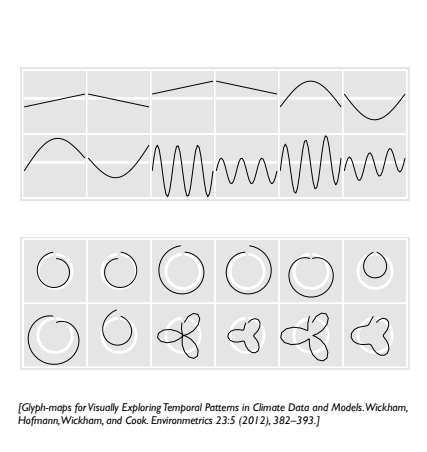 [Glyph-maps for Visually Exploring Temporal Patterns in Climate Data and Models. Wickham,
Hofmann, Wickham, and Cook. Environmetrics 23:5 (2012), 382–393.]